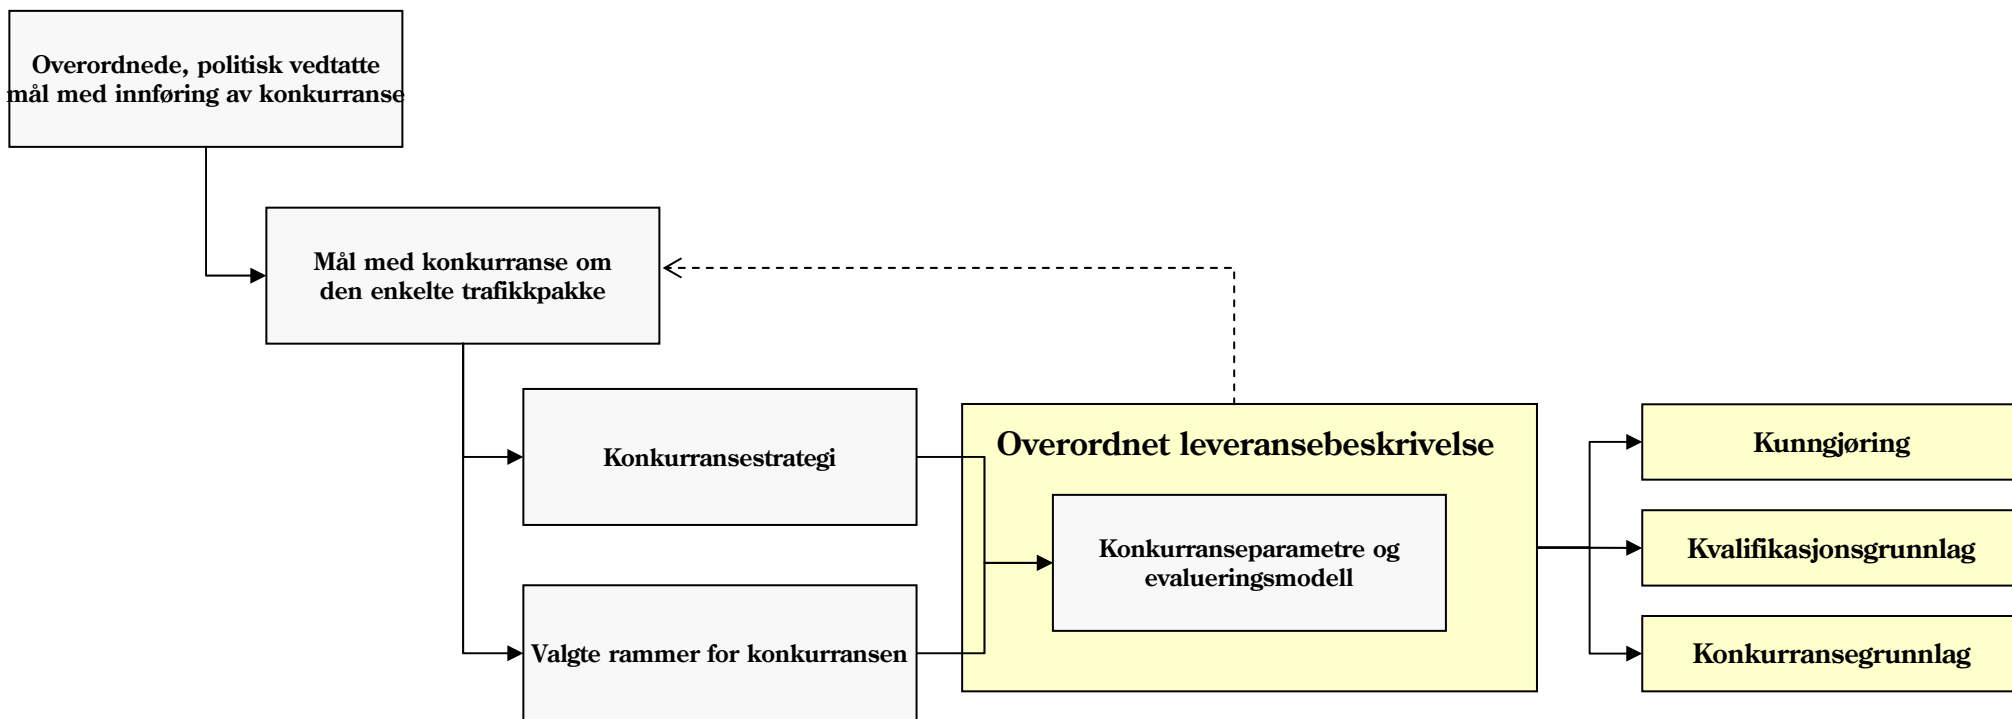 Overordnede, politisk vedtatte
mål med innføring av konkurranse
Mål med konkurranse om
den enkelte trafikkpakke
Konkurransestrategi
Valgte rammer for konkurransen
Overordnet leveransebeskrivelse
Konkurranseparametre og
evalueringsmodell
Kunngjøring
Kvalifikasjonsgrunnlag
Konkurransegrunnlag